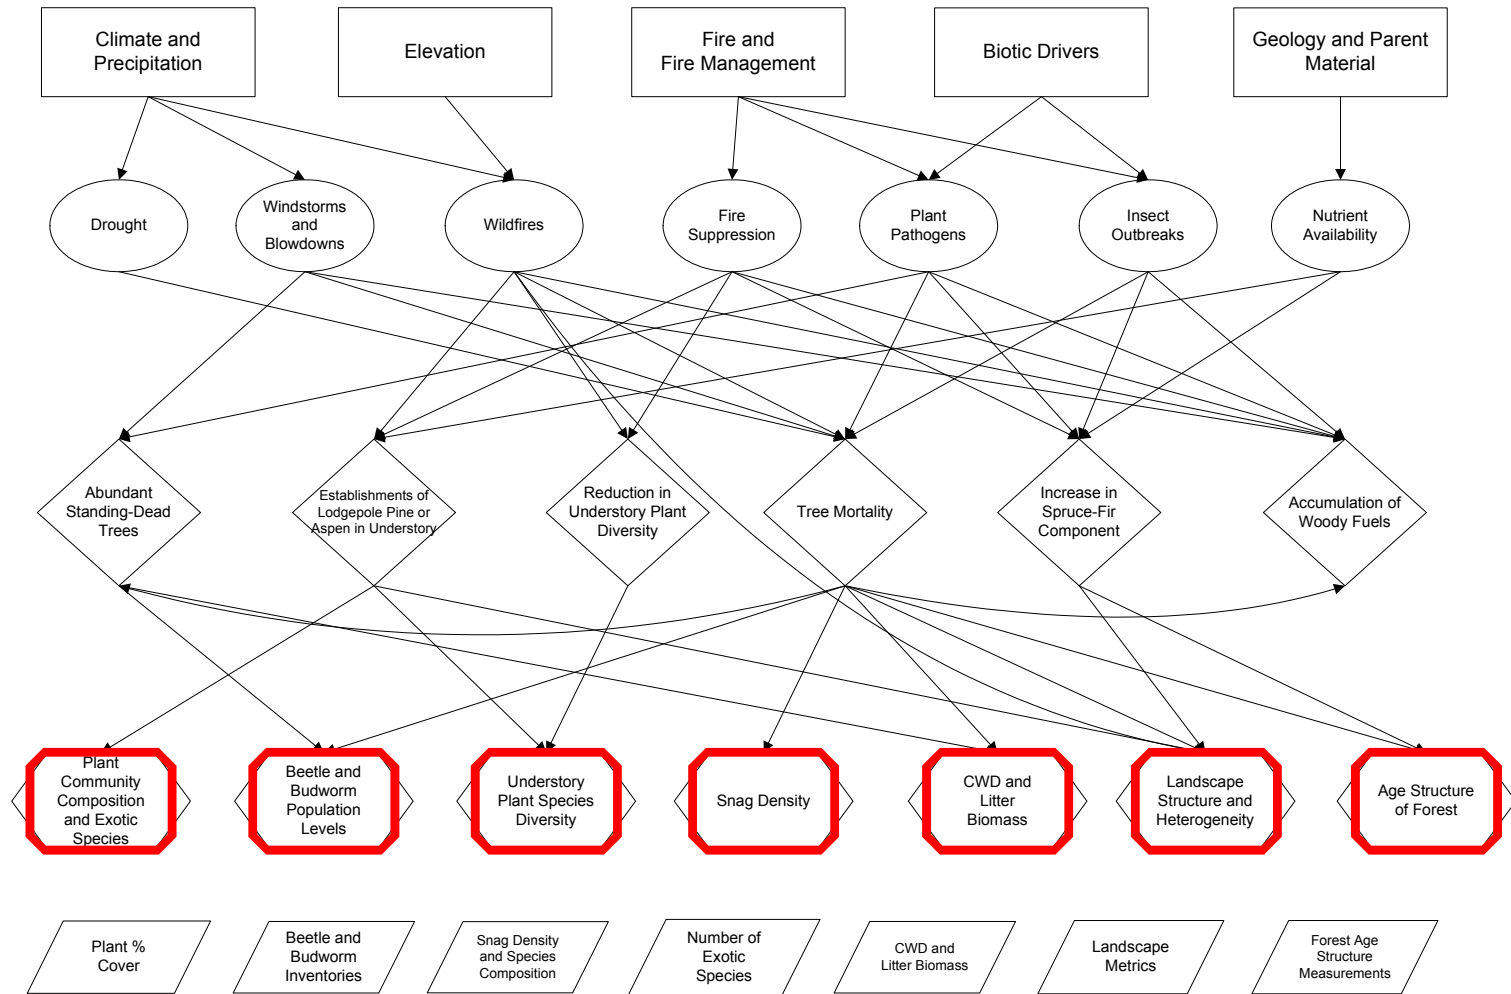 Climate and
Precipitation
Elevation
Fire and
Fire Management
Biotic Drivers
Geology and Parent
Material
Drought
Windstorms
and
Blowdowns
Wildfires
Fire
Suppression
Plant
Pathogens
Insect
Outbreaks
Nutrient
Availability
Abundant
Standing-Dead
Trees
Establishments of
Lodgepole Pine or
Aspen in Understory
Reduction in
Understory Plant
Diversity
Tree Mortality
Increase in
Spruce-Fir
Component
Accumulation of
Woody Fuels
Plant
Community
Composition
and Exotic
Species
Beetle and
Budworm
Population
Levels
Understory
Plant Species
Diversity
Snag Density
CWD and
Litter
Biomass
Landscape
Structure and
Heterogeneity
Age Structure
of Forest
Plant %
Cover
Beetle and
Budworm
Inventories
Snag Density
and Species
Composition
Number of
Exotic
Species
CWD and
Litter Biomass
Landscape
Metrics
Forest Age
Structure
Measurements